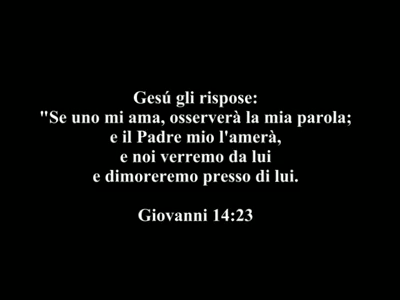 Gesú gli rispose:
"Se uno mi ama, osserverà la mia parola;
e il Padre mio l'amerà,
e noi verremo da lui
e dimoreremo presso di lui.
Giovanni 14:23